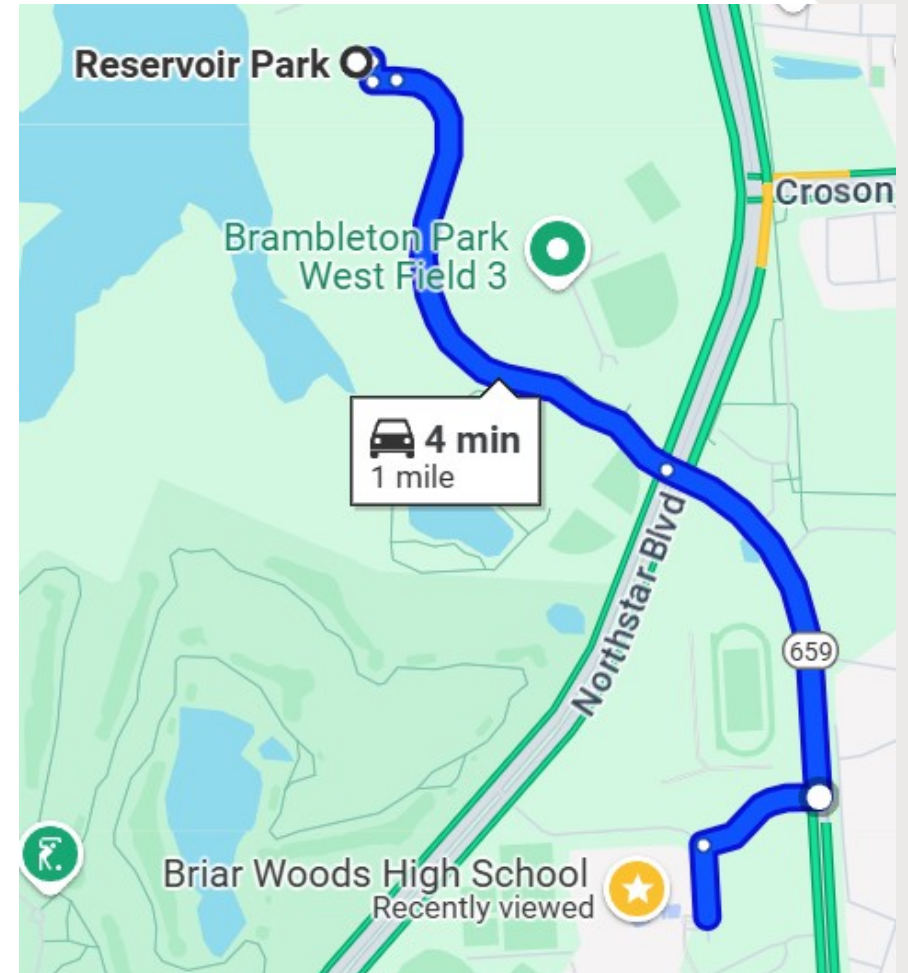 Reservoir Park
Croson
Brambleton Park
West Field 3
4 min
1 mile
Northstar Blvd
659
Briar Woods High School
Recently viewed